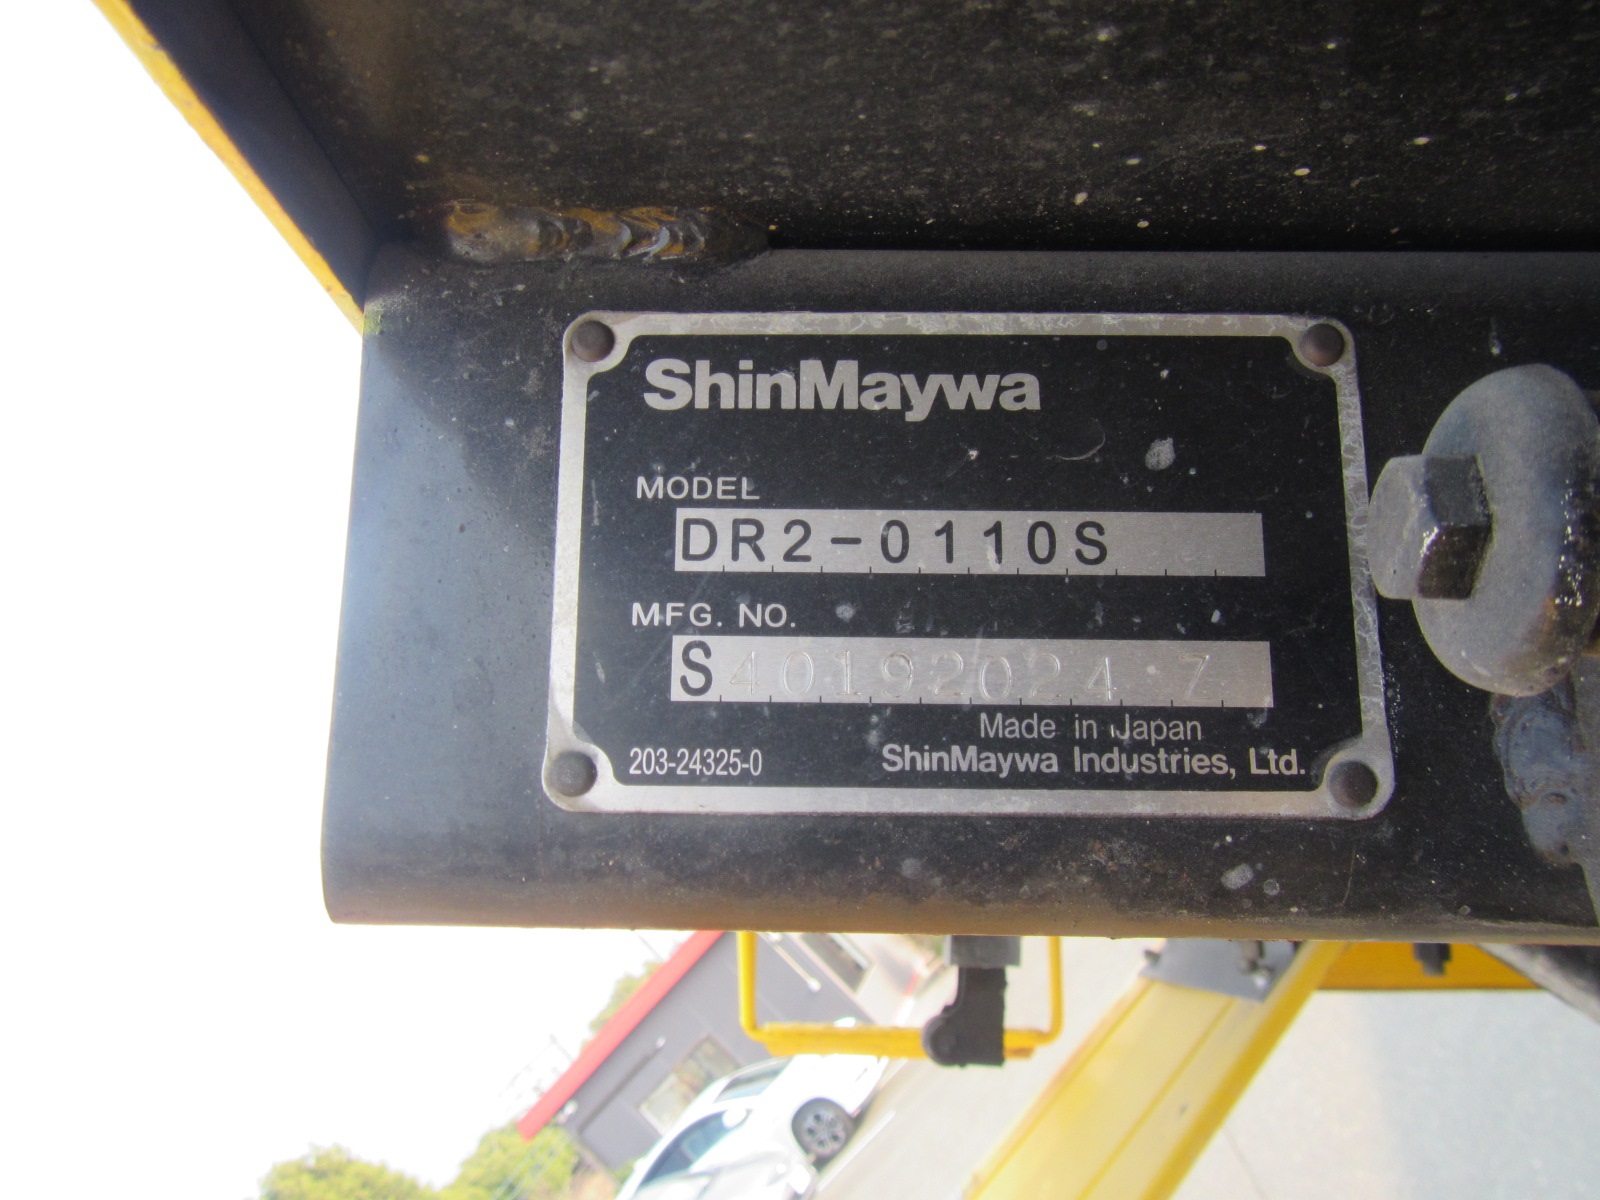 ShinMaywa
MODEL
DR2-0110S
MFG. NO.
S40192024 7
Made in Japan
203-24325-0 ShinMaywa Industries, Ltd.